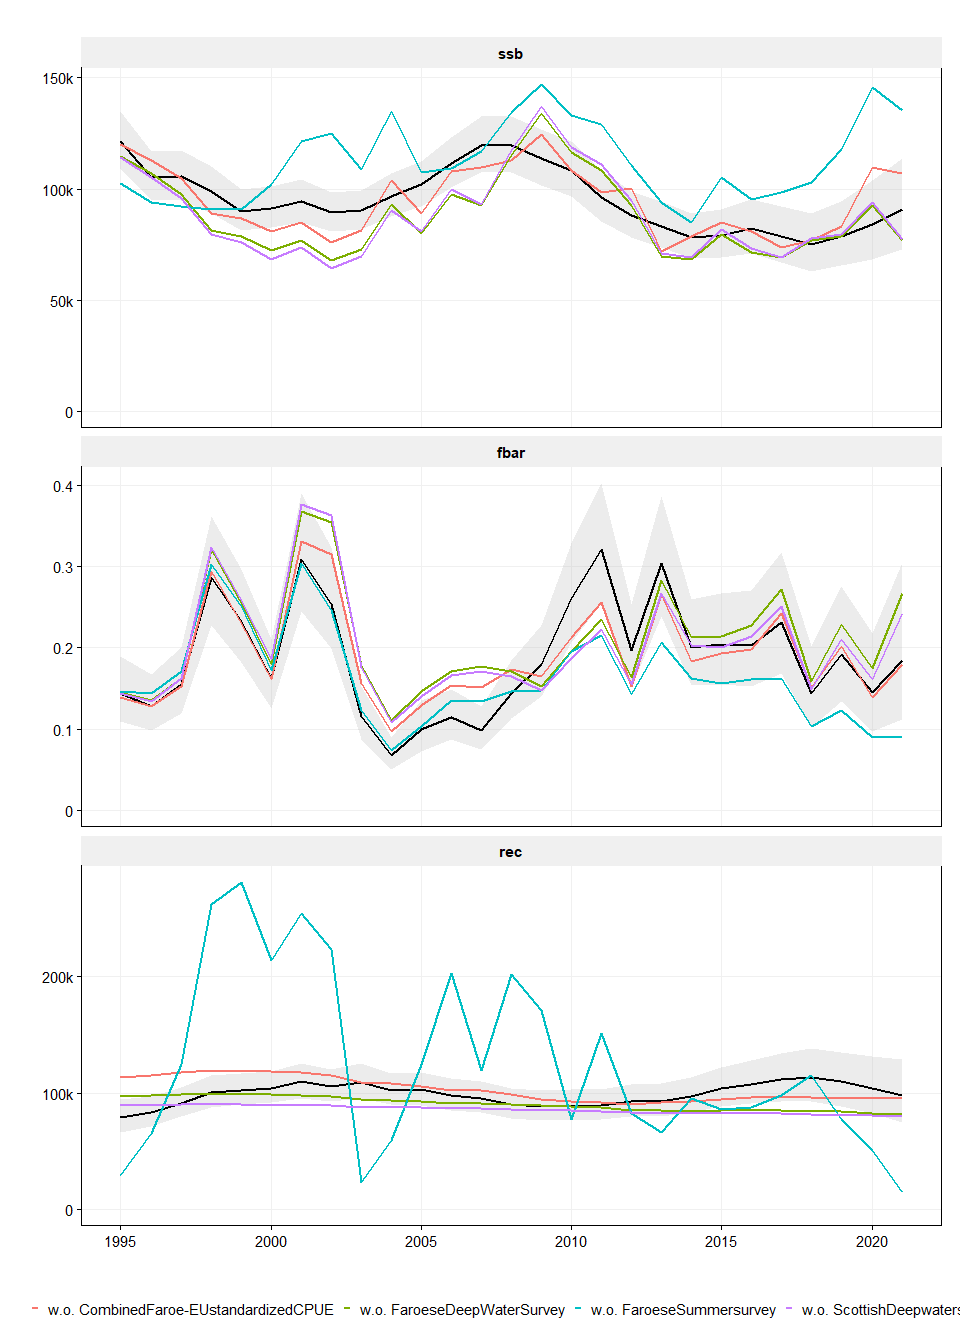 ssb
150k
100k
50k
0
fbar
0.4
0.3
0.2
0.1
0
rec
200k
100k
0
1995 2000 2005 2010 2015 2020
w.o. CombinedFaroe-EUstandardizedCPUE w.o. FaroeseDeepWaterSurvey w.o. FaroeseSummersurvey w.o. ScottishDeepwaters